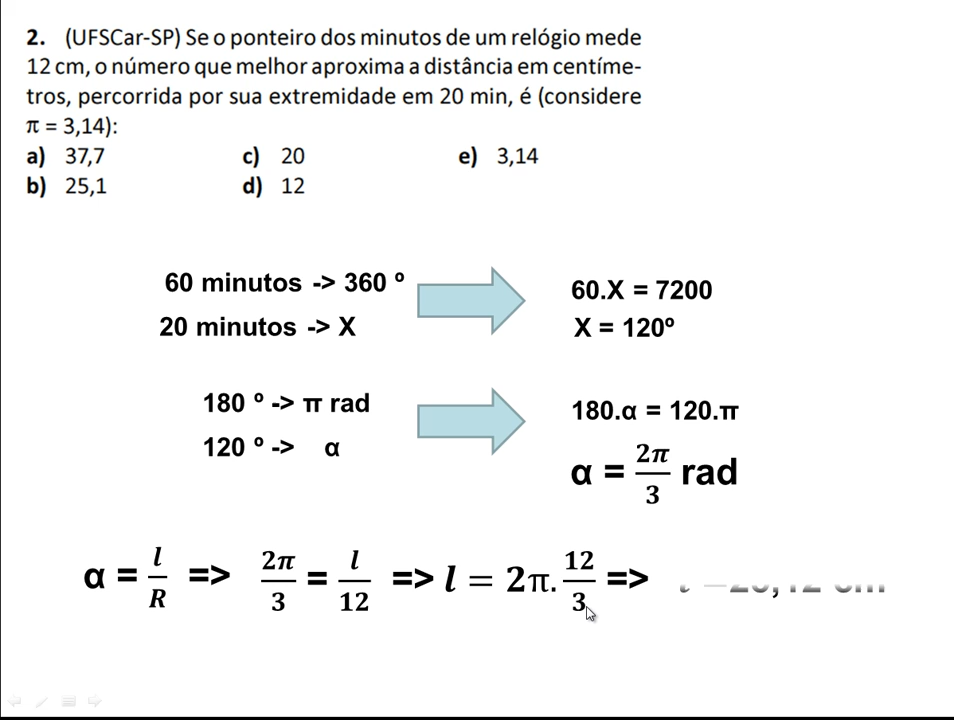 2. (UFSCar-SP) Se o ponteiro dos minutos de um relógio mede
12 cm, o número que melhor aproxima a distância em centíme-
tros, percorrida por sua extremidade em 20 min, é (considere
π = 3,14):
a) 37,7 c) 20 e) 3,14
b) 25,1 d) 12
60 minutos -> 360 º
20 minutos -> X
60.X = 7200
X = 120º
180 º -> π rad
120 º -> α
180.α = 120.π
α = 2π/3 rad
α = l/R => 2π/3 = l/12 => l = 2π. 12/3 =>